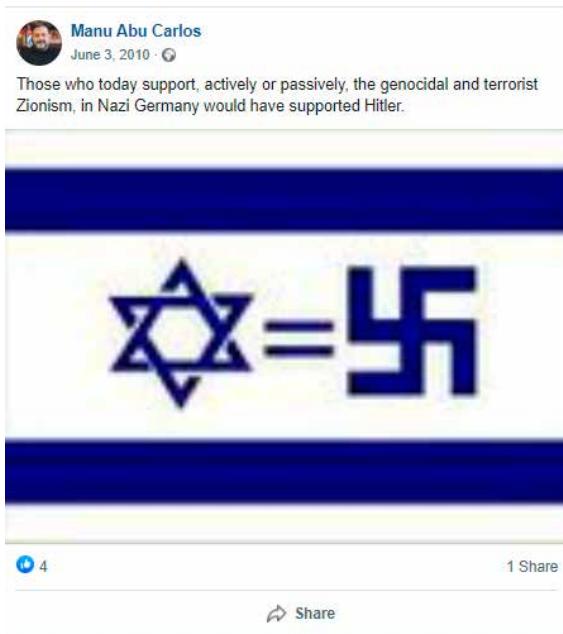 Manu Abu Carlos
June 3, 2010 ·
Those who today support, actively or passively, the genocidal and terrorist
Zionism, in Nazi Germany would have supported Hitler.
=
4
1 Share
Share